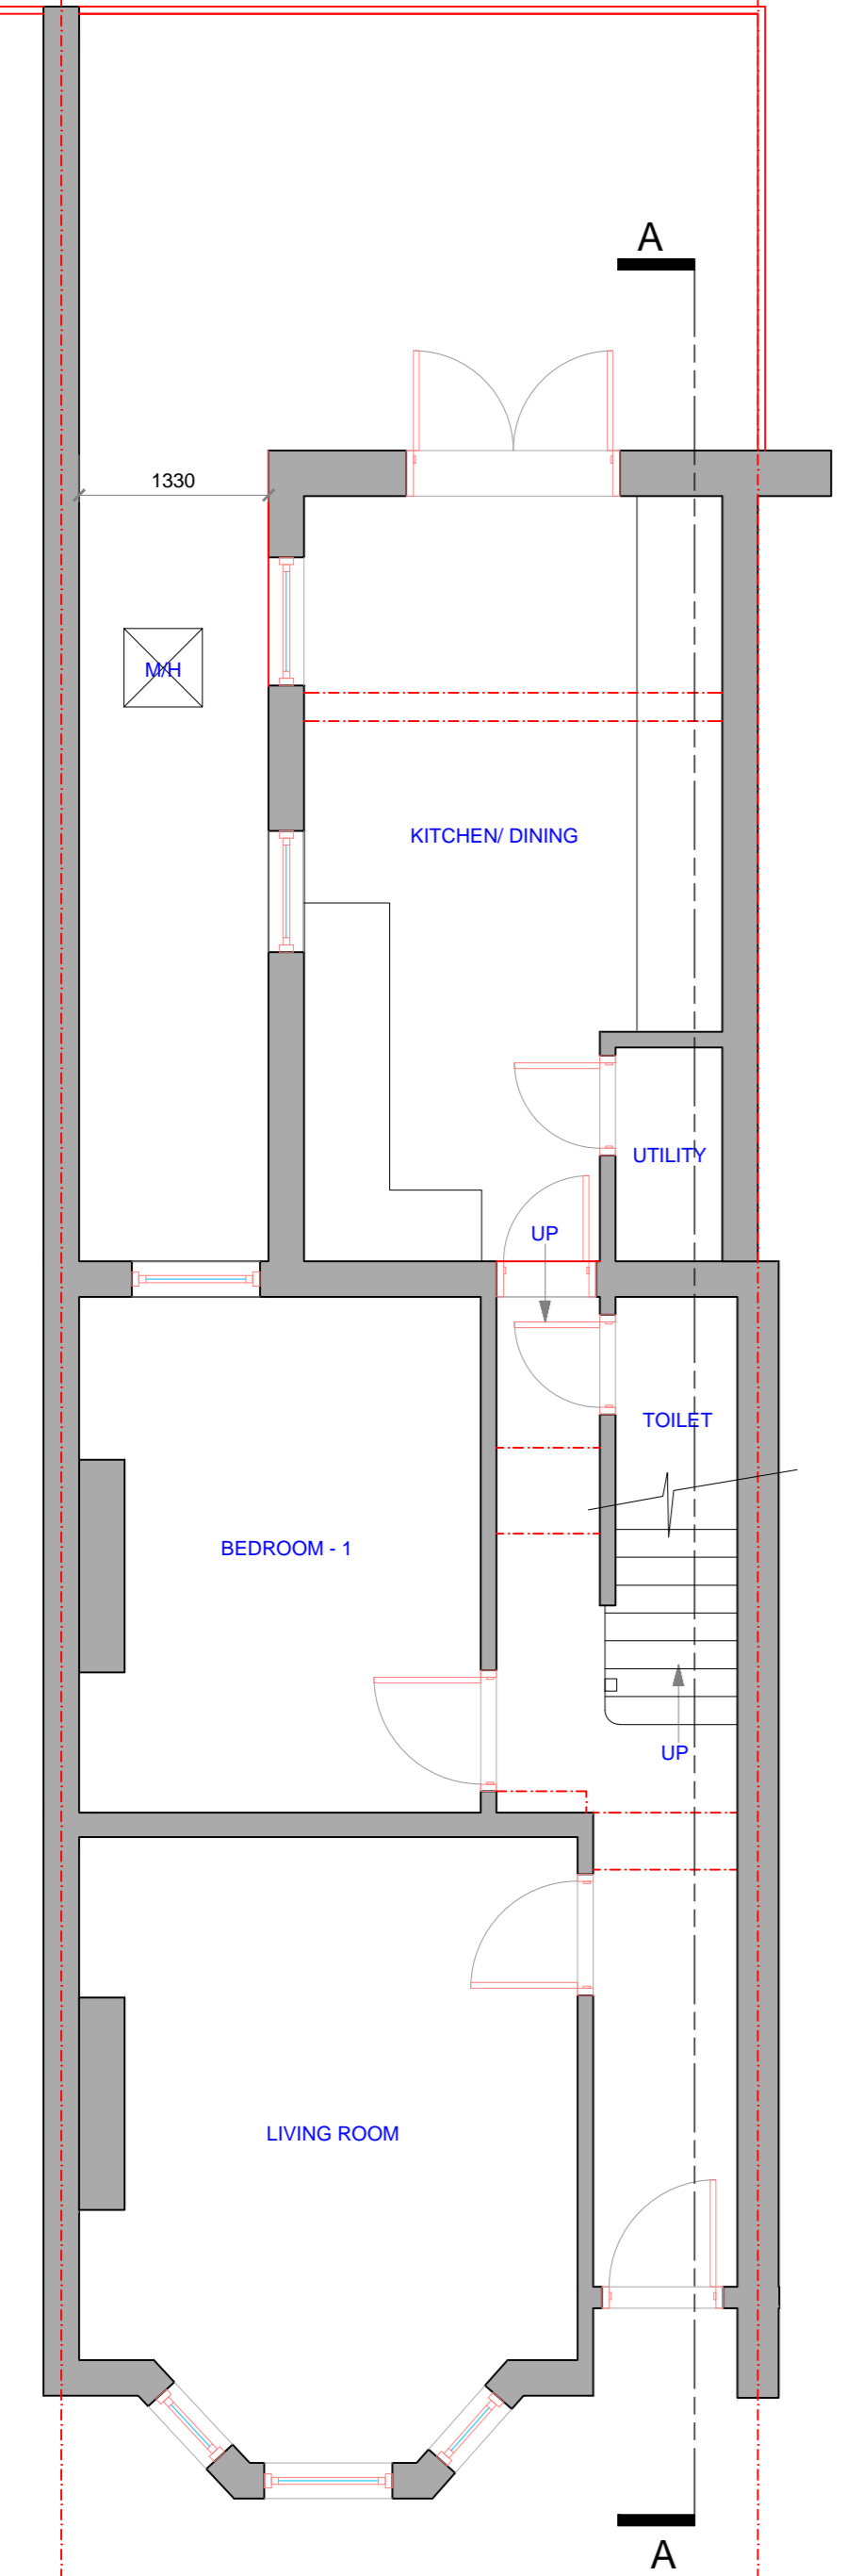 A
1330
M/H
KITCHEN/ DINING
UTILITY
UP
TOILET
BEDROOM - 1
UP
LIVING ROOM
A